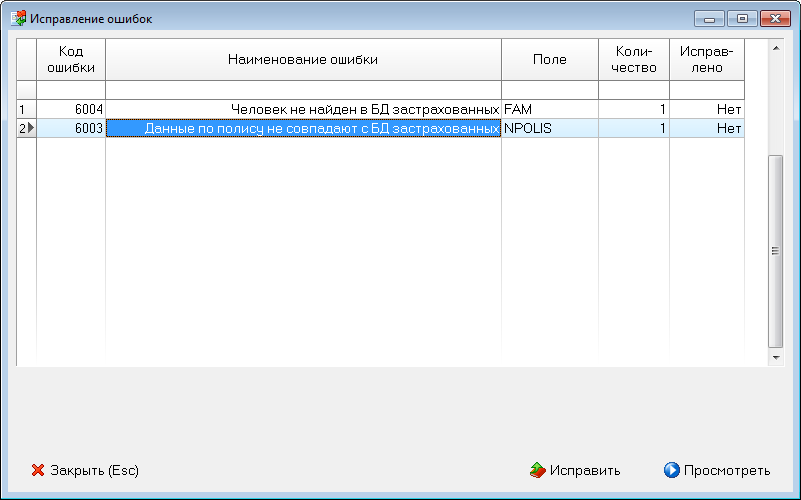 Исправление ошибок
Код ошибки Наименование ошибки Поле Коли-чество Исправ-лено
1 6004 Человек не найден в БД застрахованных FAM 1 Нет
2 6003 Данные по полису не совпадают с БД застрахованных NPOLIS 1 Нет
Закрыть (Esc) Исправить Просмотреть